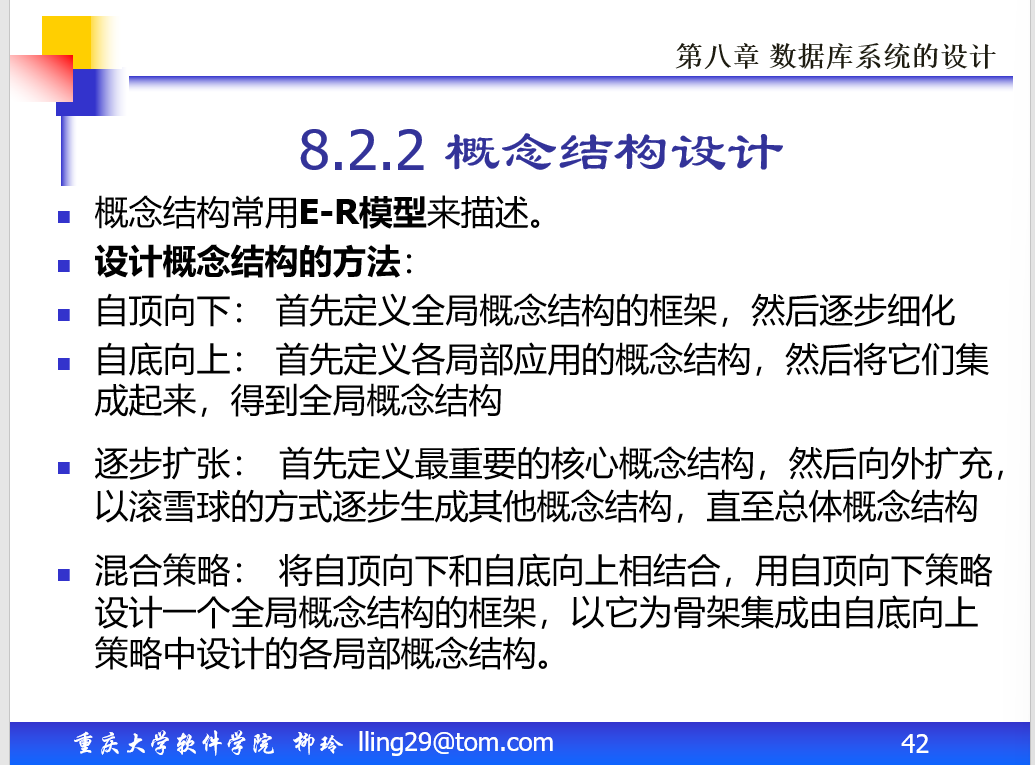 第八章 数据库系统的设计
8.2.2 概念结构设计
概念结构常用E-R模型来描述。
设计概念结构的方法：
自顶向下： 首先定义全局概念结构的框架，然后逐步细化
自底向上： 首先定义各局部应用的概念结构，然后将它们集
成起来，得到全局概念结构
逐步扩张： 首先定义最重要的核心概念结构，然后向外扩充，
以滚雪球的方式逐步生成其他概念结构，直至总体概念结构
混合策略： 将自顶向下和自底向上相结合，用自顶向下策略
设计一个全局概念结构的框架，以它为骨架集成由自底向上
策略中设计的各局部概念结构。
重庆大学软件学院 柳玲 lling29@tom.com 42